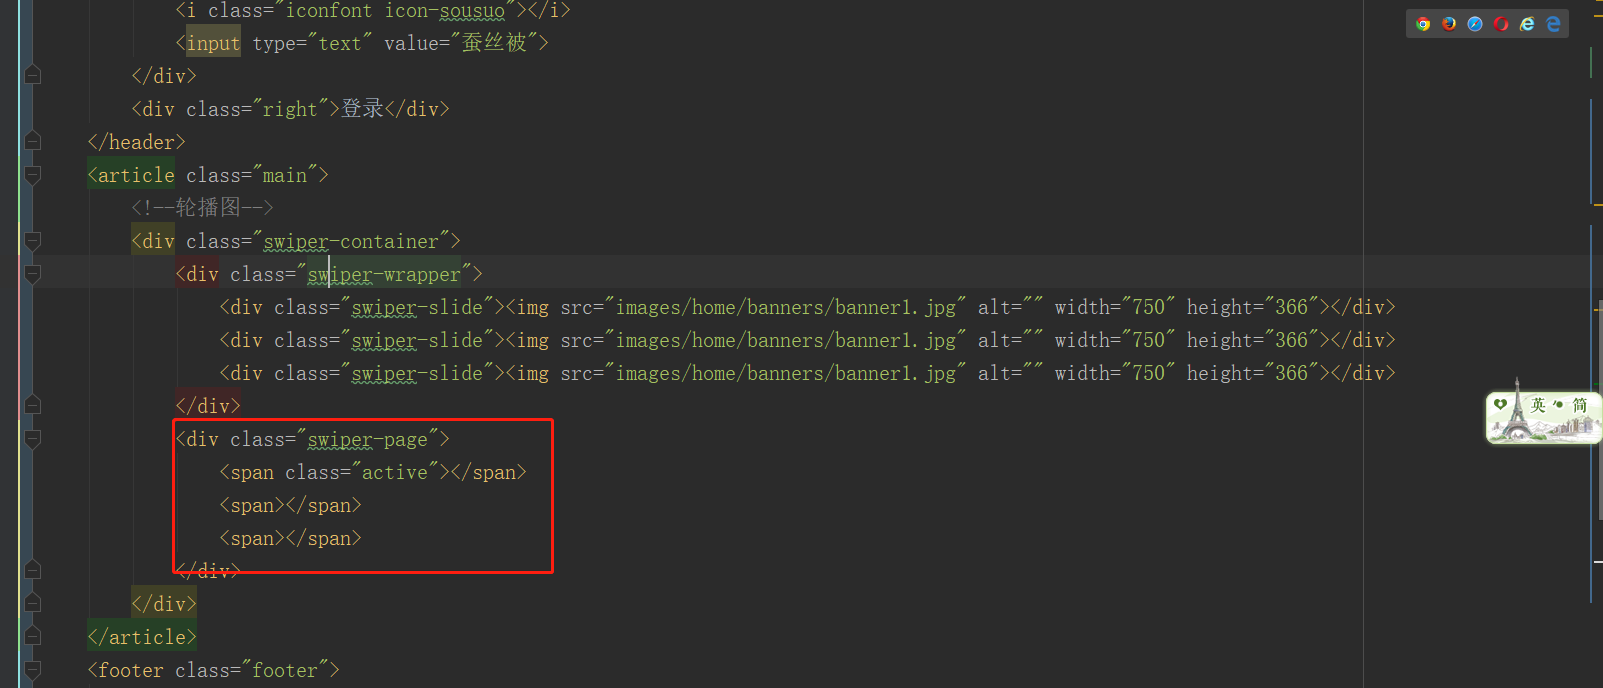 <i class="iconfont icon-sousuo"></i>
<input type="text" value="蚕丝被">
</div>
<div class="right">登录</div>
</header>
<article class="main">
<!--轮播图-->
<div class="swiper-container">
<div class="swiper-wrapper">
<div class="swiper-slide"><img src="images/home/banners/banner1.jpg" alt="" width="750" height="366"></div>
<div class="swiper-slide"><img src="images/home/banners/banner1.jpg" alt="" width="750" height="366"></div>
<div class="swiper-slide"><img src="images/home/banners/banner1.jpg" alt="" width="750" height="366"></div>
</div>
<div class="swiper-page">
<span class="active"></span>
<span></span>
<span></span>
</div>
</div>
</article>
<footer class="footer">
英 简